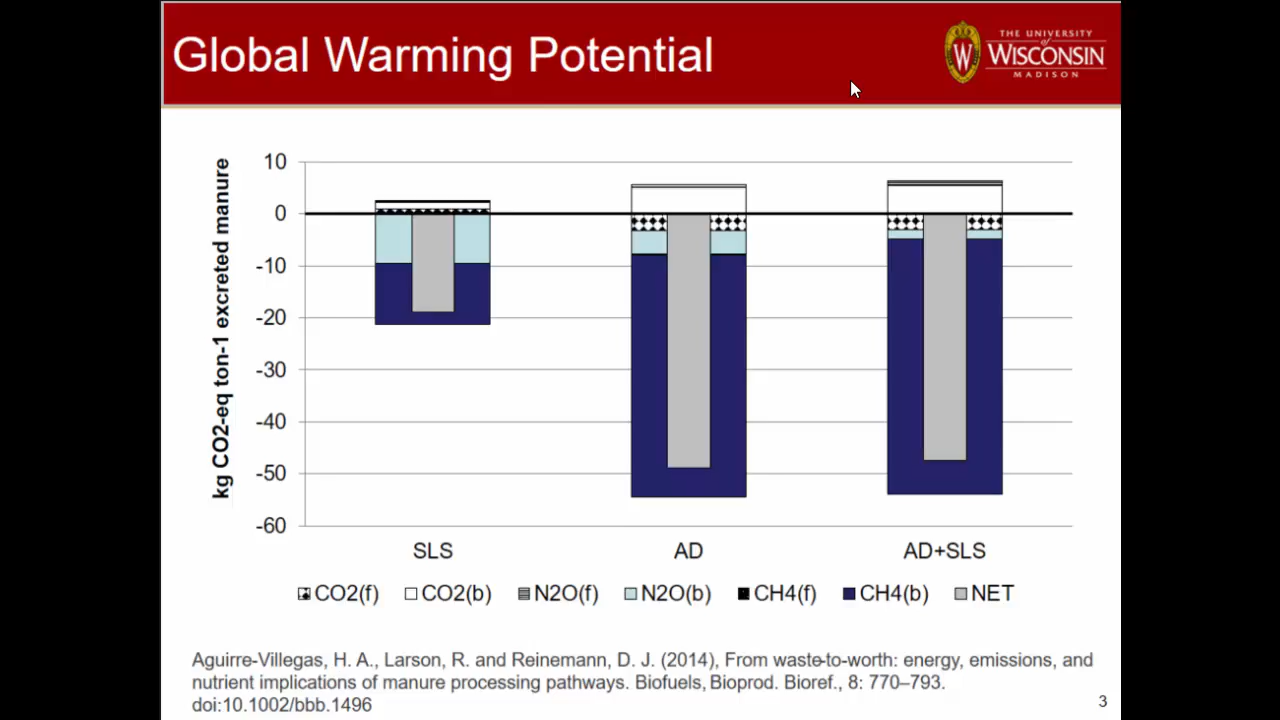 Global Warming Potential
THE UNIVERSITY
of
WISCONSIN
MADISON
W
kg CO2-eq ton-1 excreted manure
10
0
-10
-20
-30
-40
-50
-60
SLS
AD
AD+SLS
CO2(f)
CO2(b)
N2O(f)
N2O(b)
CH4(f)
CH4(b)
NET
Aguirre-Villegas, H. A., Larson, R. and Reinemann, D. J. (2014), From waste-to-worth: energy, emissions, and
nutrient implications of manure processing pathways. Biofuels, Bioprod. Bioref., 8: 770–793.
doi:10.1002/bbb.1496
3